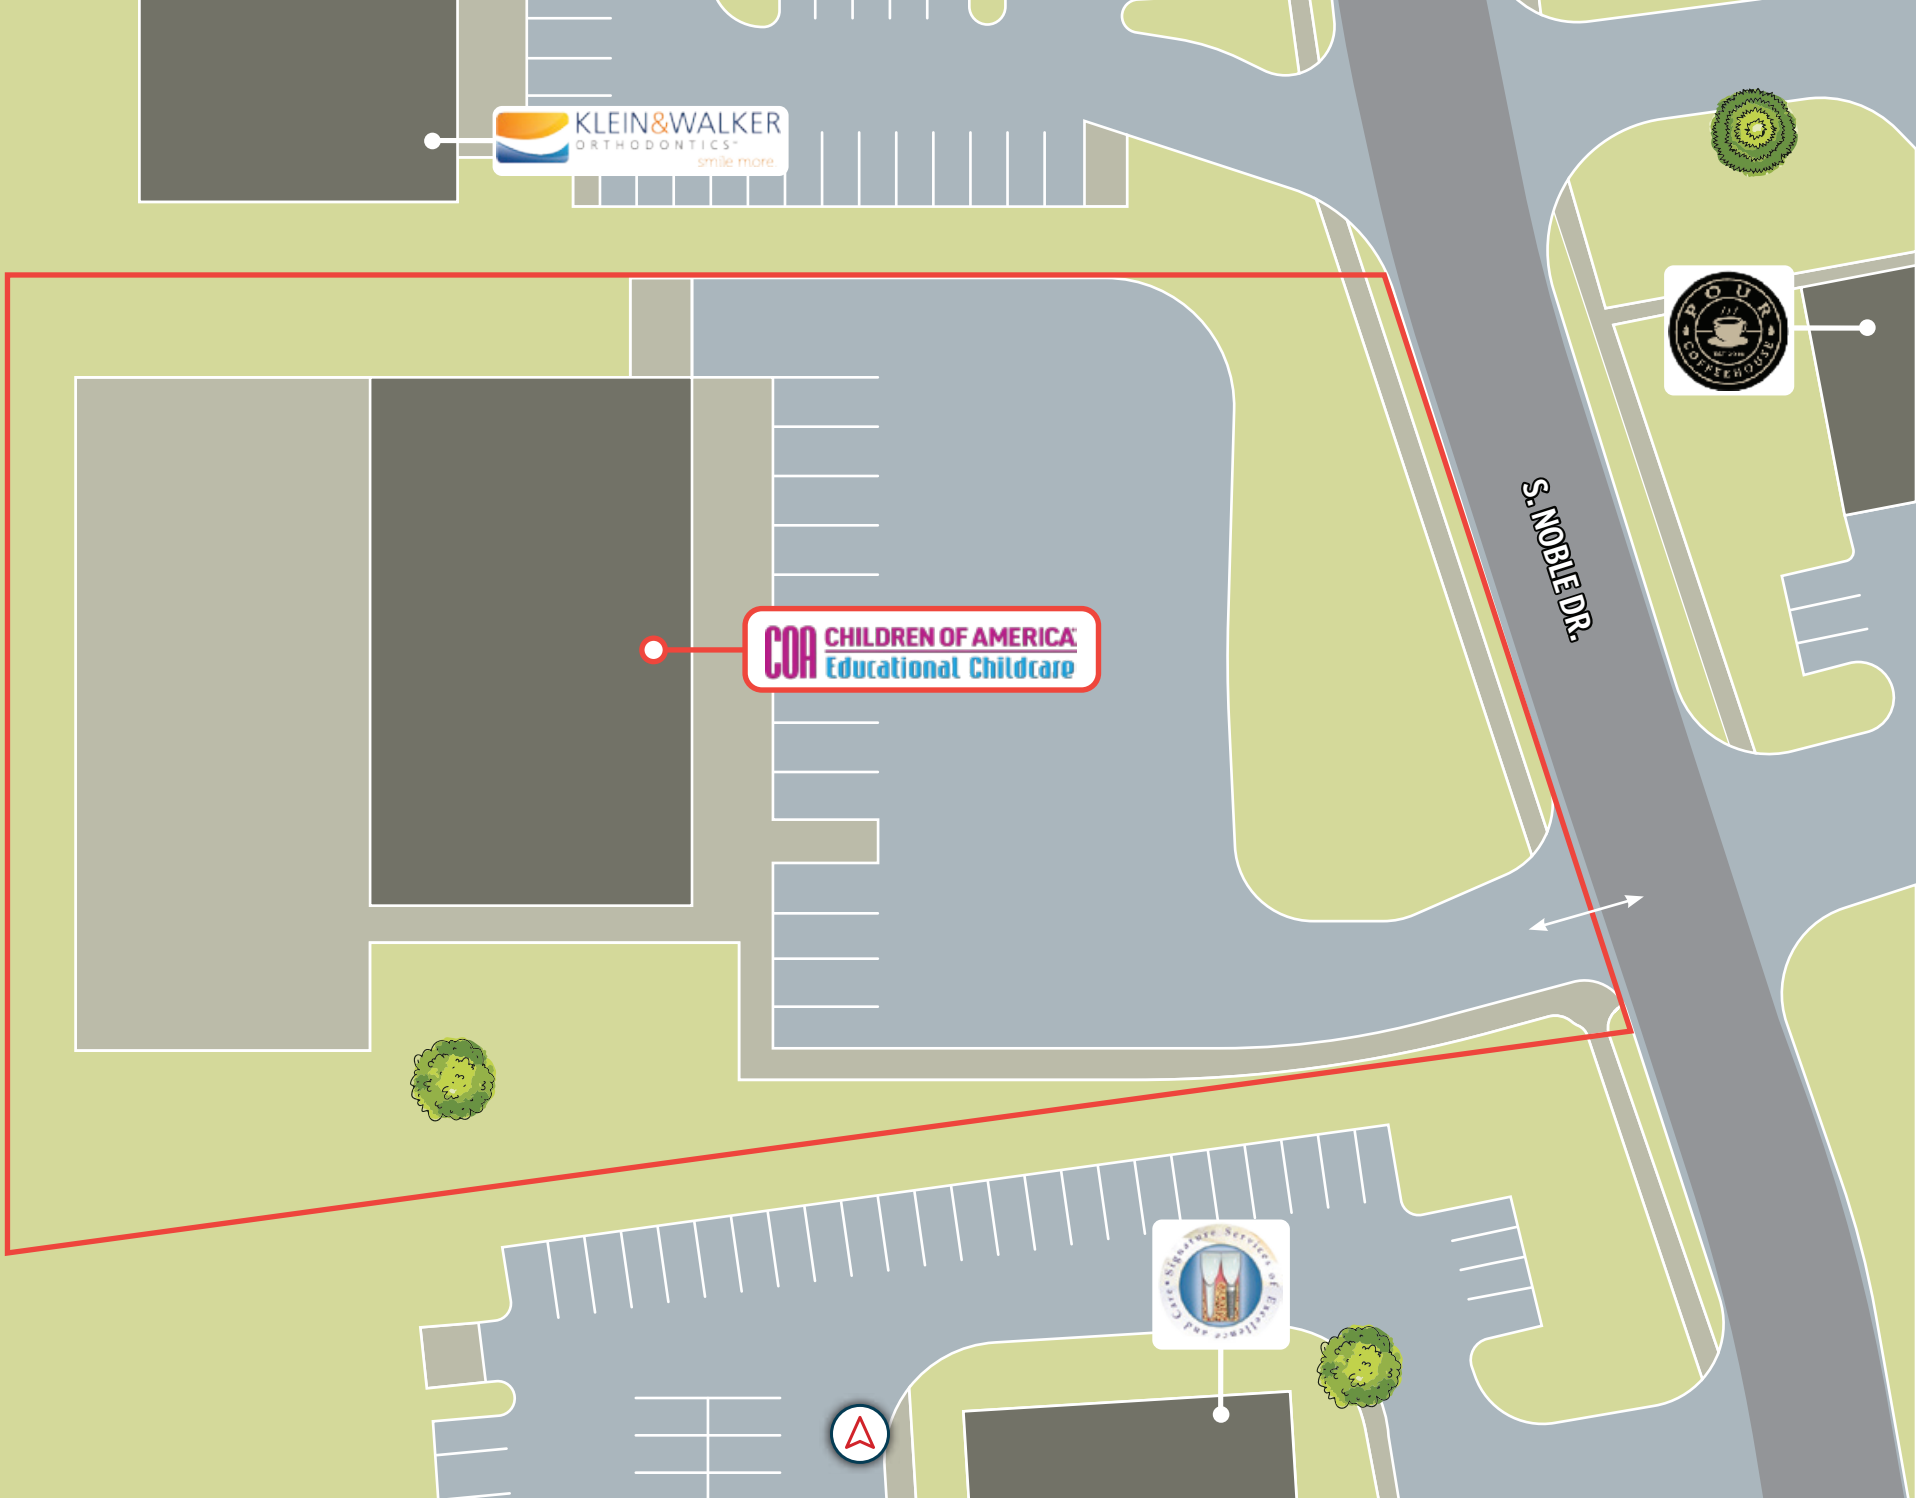 KLEIN&WALKER
ORTHODONTICS™
smile more
POUR
COFFEEHOUSE
S. NOBLE DR.
COA CHILDREN OF AMERICA
Educational Childcare
Signature Services of Excellence and Care